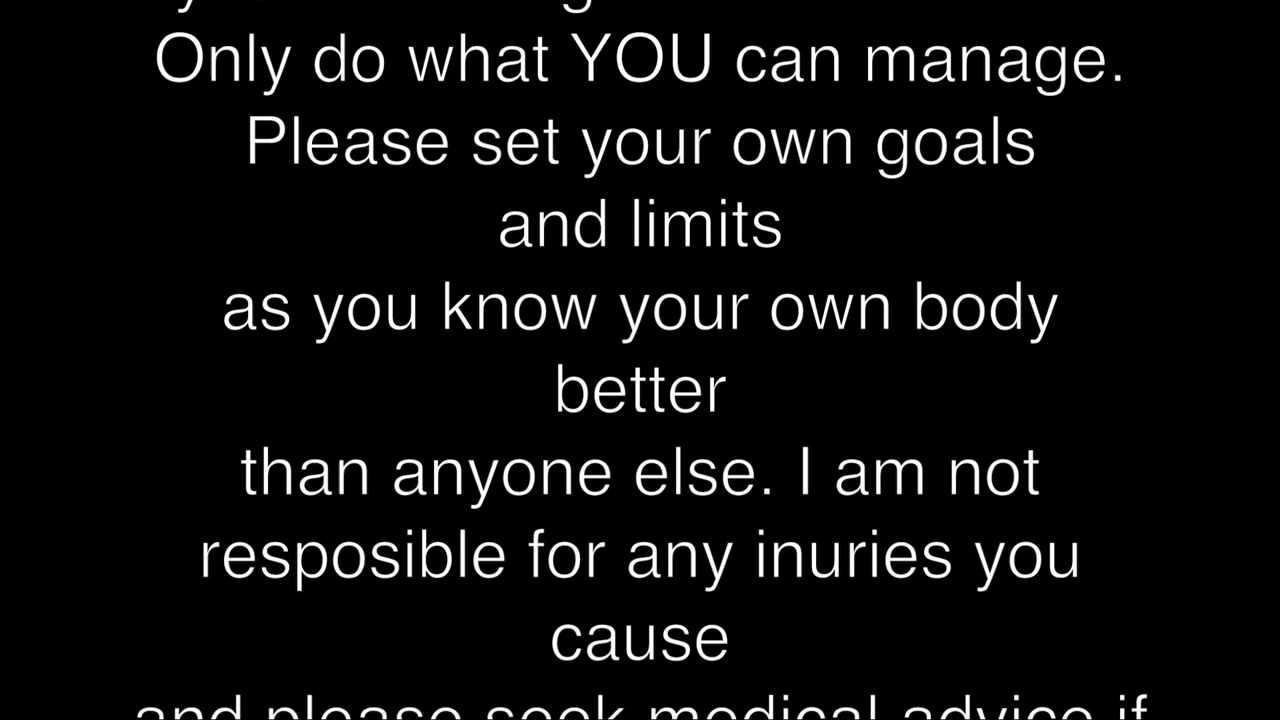 Only do what YOU can manage.
Please set your own goals
and limits
as you know your own body
better
than anyone else. I am not
resposible for any inuries you
cause
and please seek medical advice if